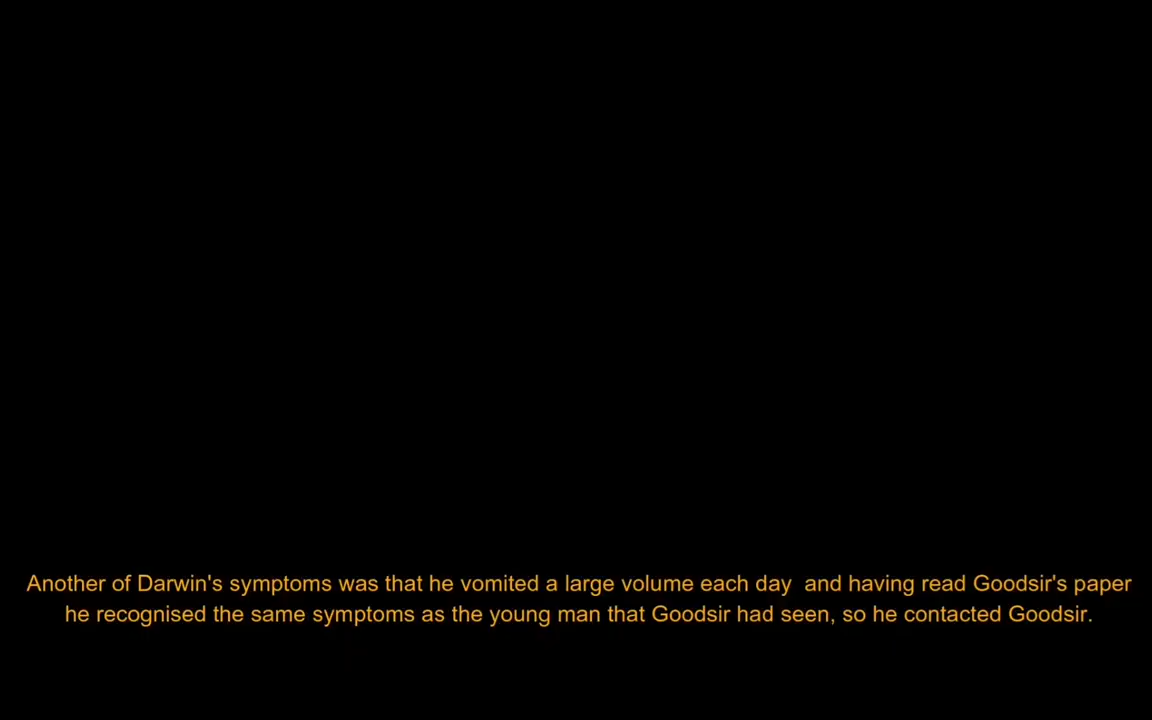 Another of Darwin's symptoms was that he vomited a large volume each day  and having read Goodsir's paper
he recognised the same symptoms as the young man that Goodsir had seen, so he contacted Goodsir.